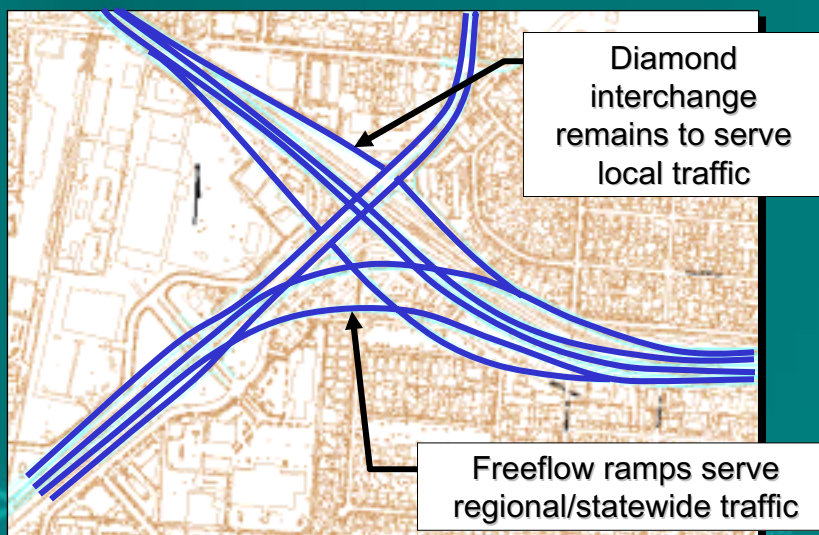 Diamond
interchange
remains to serve
local traffic
Freeflow ramps serve
regional/statewide traffic